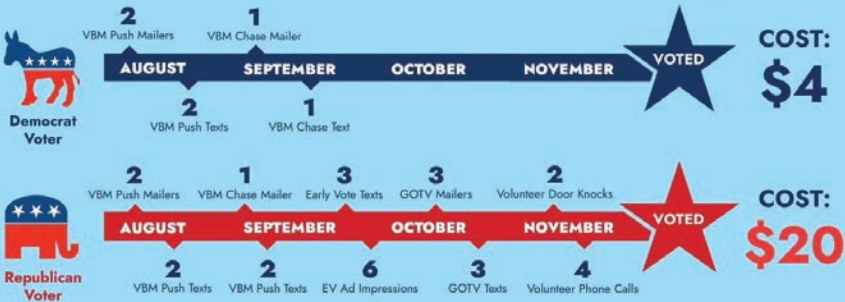 2
VBM Push Mailers
1
VBM Chase Mailer
AUGUST
SEPTEMBER
OCTOBER
NOVEMBER
VOTED
2
VBM Push Texts
1
VBM Chase Text
Democrat
Voter
COST:
$4
2
VBM Push Mailers
1
VBM Chase Mailer
3
Early Vote Texts
3
GOTV Mailers
2
Volunteer Door Knocks
AUGUST
SEPTEMBER
OCTOBER
NOVEMBER
VOTED
2
VBM Push Texts
2
VBM Push Texts
6
EV Ad Impressions
3
GOTV Texts
4
Volunteer Phone Calls
Republican
Voter
COST:
$20